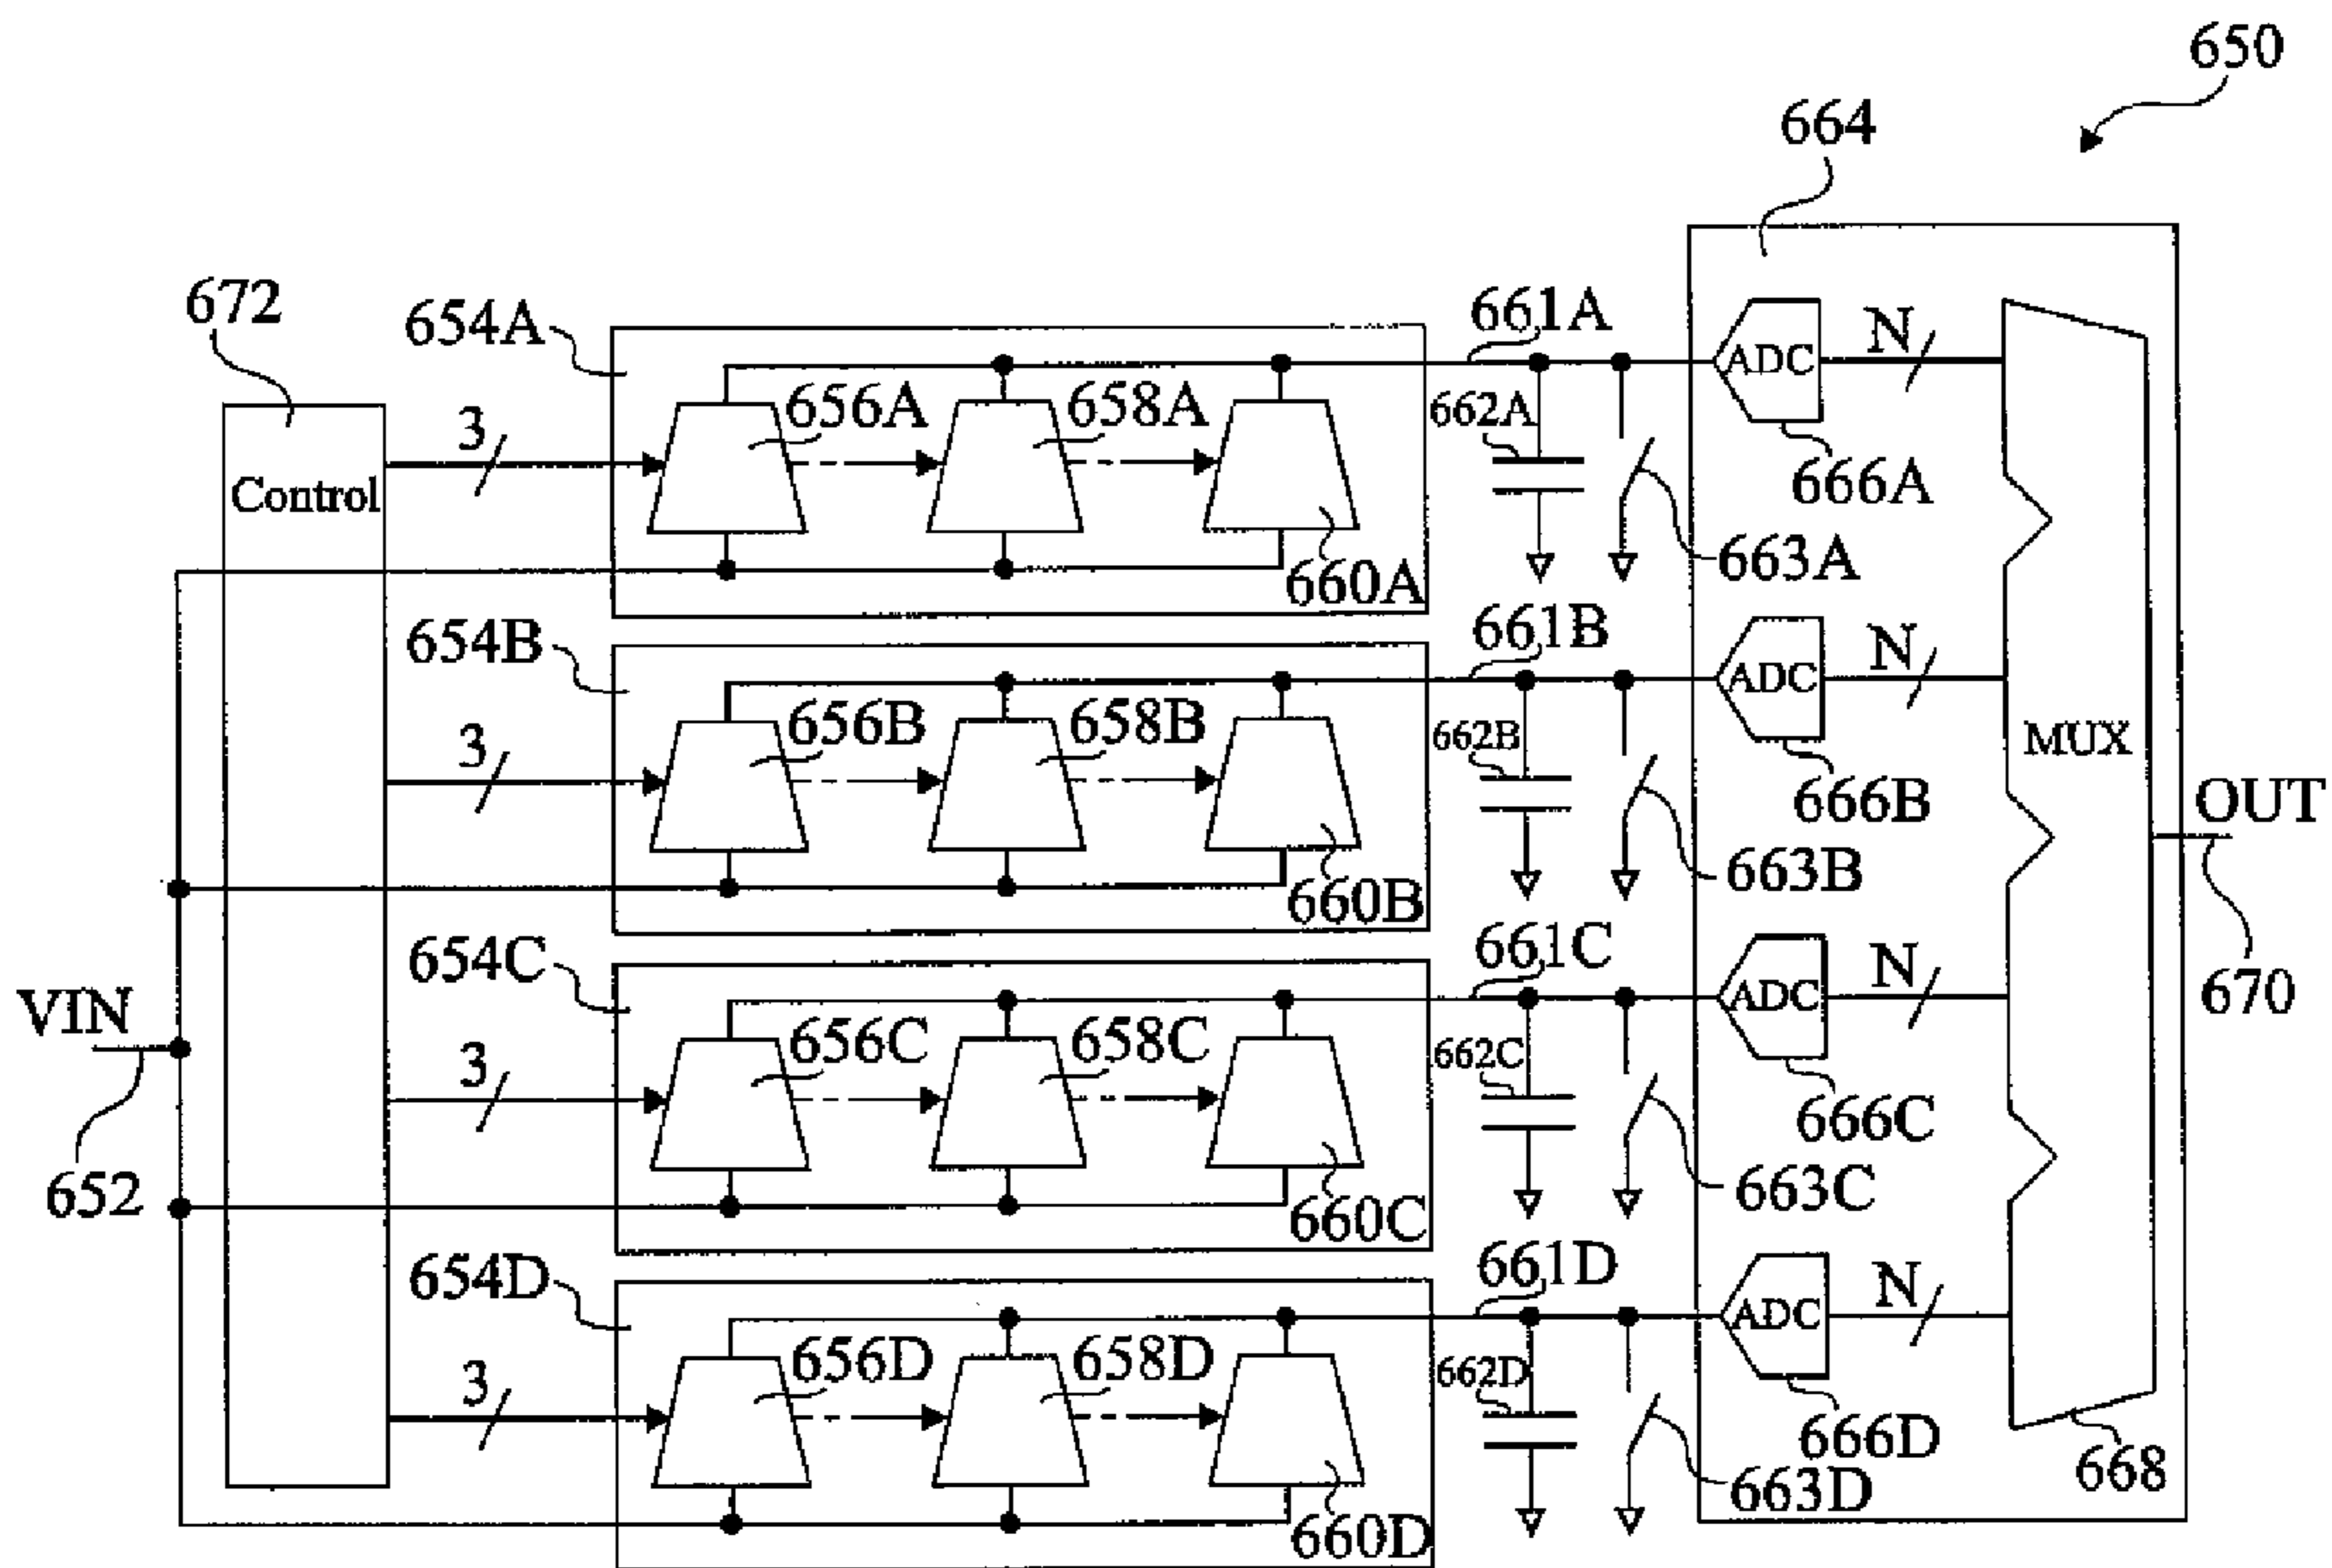 650
664
672
654A
661A
N
ADC
656A
658A
662A
3
666A
Control
663A
660A
654B
661B
N
ADC
656B
658B
662B
3
MUX
666B
OUT
663B
660B
654C
661C
N
ADC
VIN
670
656C
658C
662C
3
666C
652
663C
660C
654D
661D
N
ADC
656D
658D
662D
3
666D
668
663D
660D